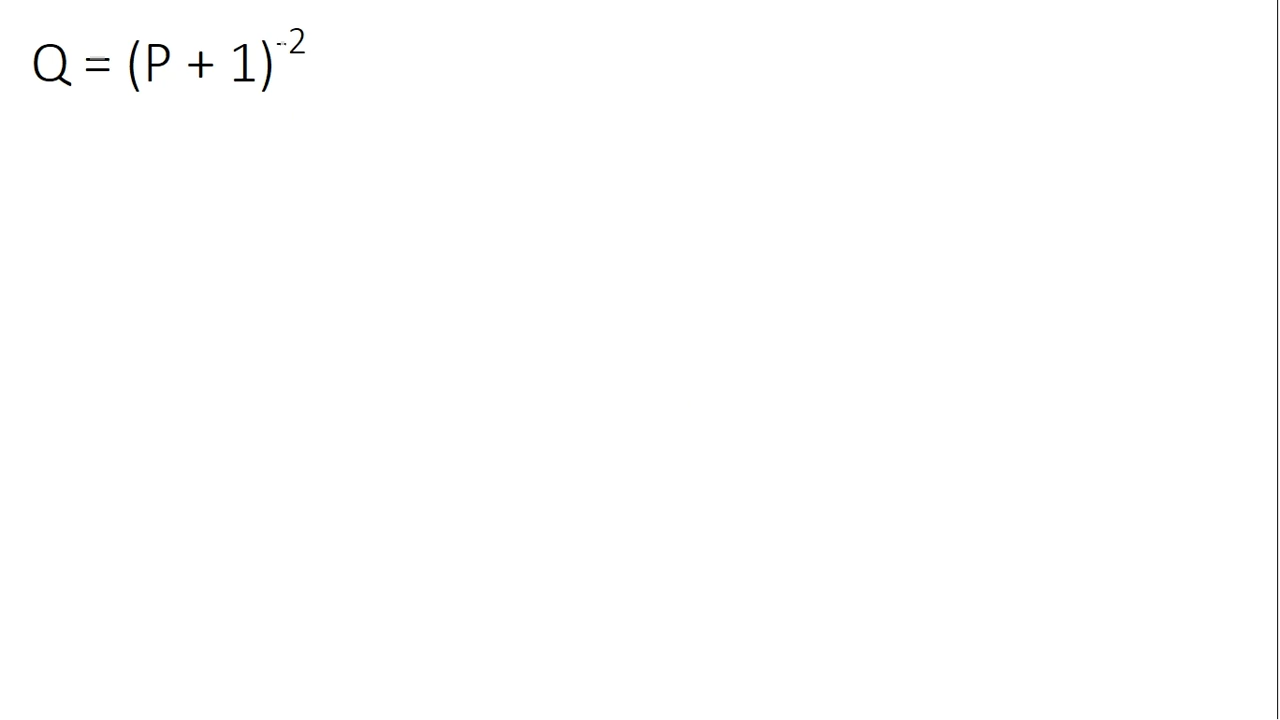 Q = (P + 1)⁻²